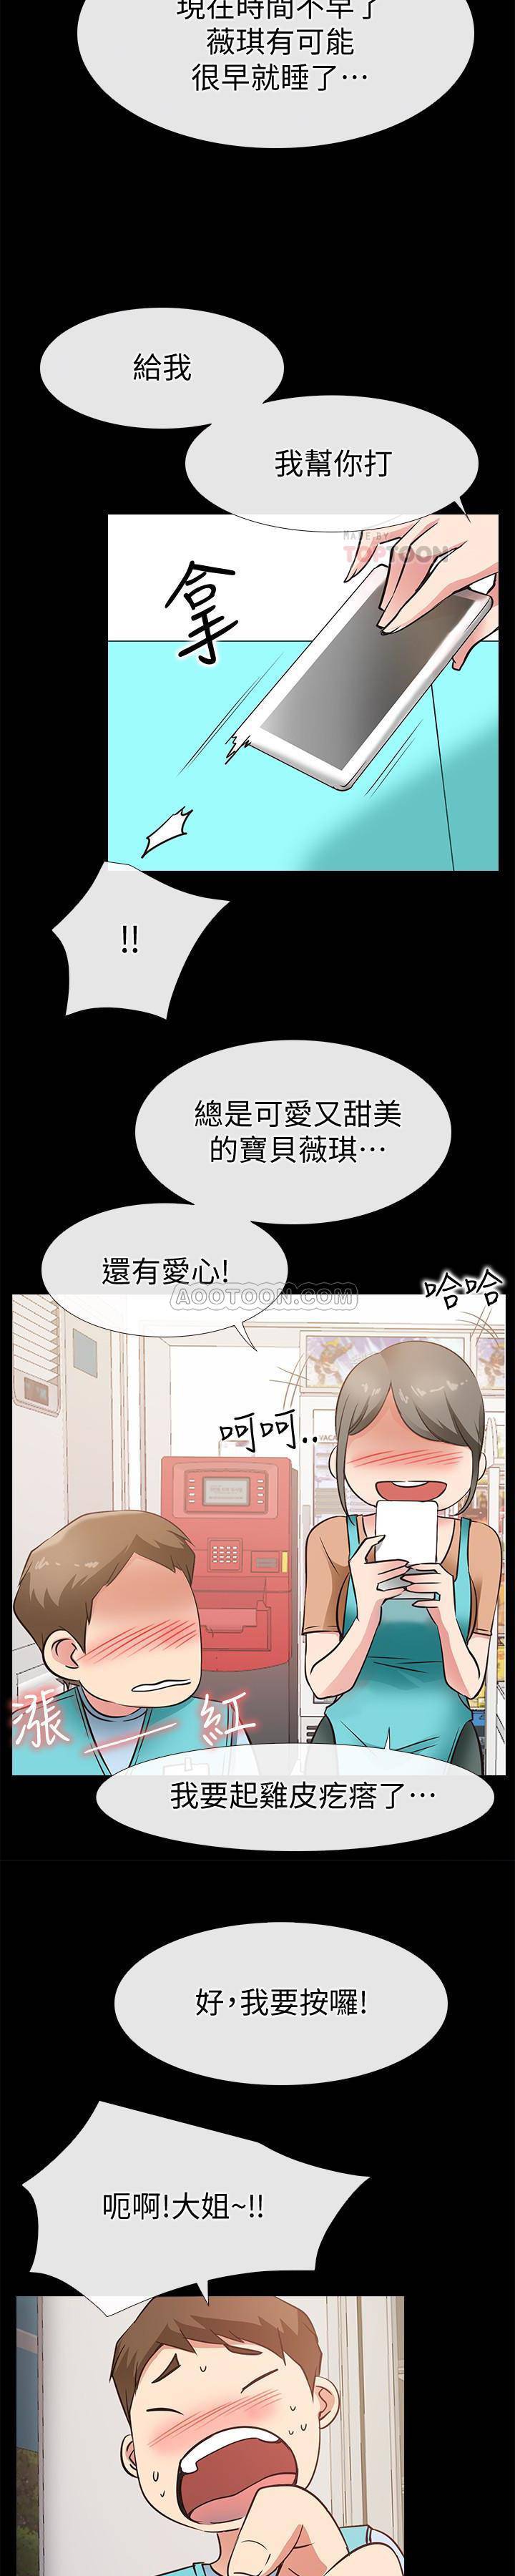 現在時間不早了
薇琪有可能
很早就睡了⋯
給我
我幫你打
MADE BY
TOPTOON
拿
!!
總是可愛又甜美
的寶貝薇琪⋯
還有愛心!
哈哈
呵呵..
漲紅
我要起雞皮疙瘩了⋯
好,我要按囉!
呃啊!大姐~!!